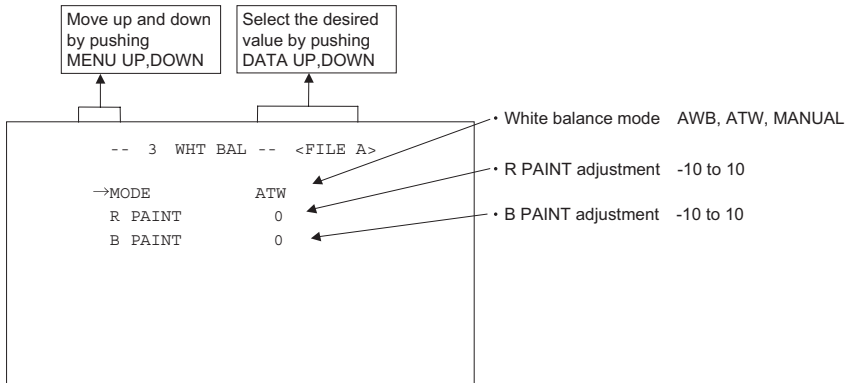 Move up and down
by pushing
MENU UP,DOWN
Select the desired
value by pushing
DATA UP,DOWN
-- 3 WHT BAL -- <FILE A>
→MODE ATW
R PAINT 0
B PAINT 0
• White balance mode AWB, ATW, MANUAL
• R PAINT adjustment -10 to 10
• B PAINT adjustment -10 to 10